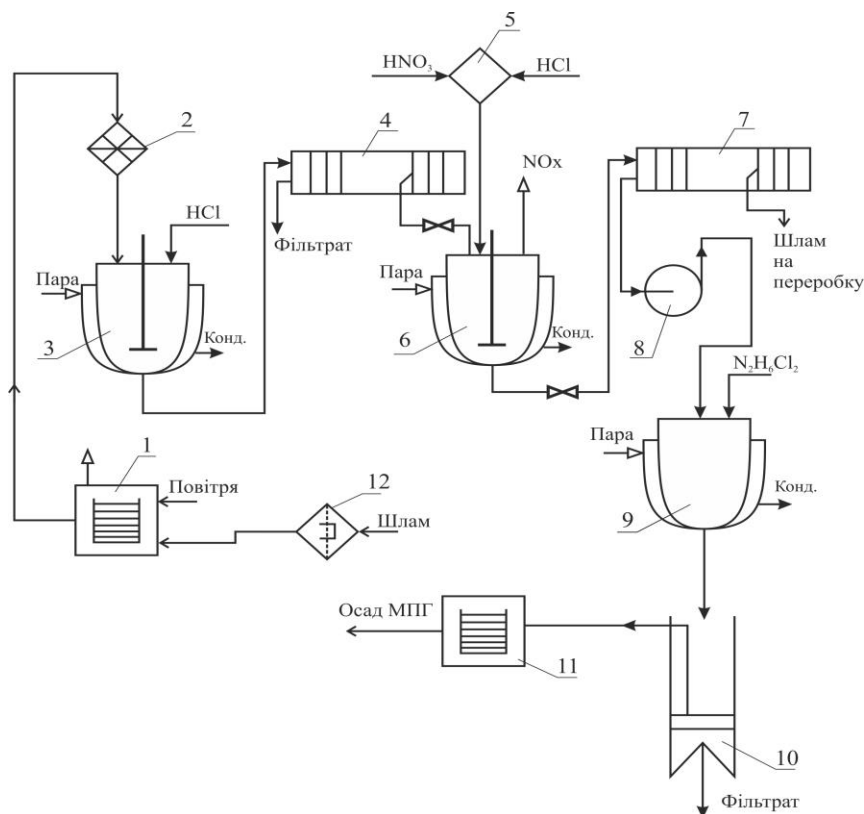 5
HNO₃
HCl
2
4
7
NOx
HCl
Фільтрат
Шлам
на
переробку
Пара
Пара
3
Конд.
6
Конд.
8
N₂H₆Cl₂
1
Повітря
12
Шлам
Пара
Конд.
9
Осад МПГ
11
10
Фільтрат